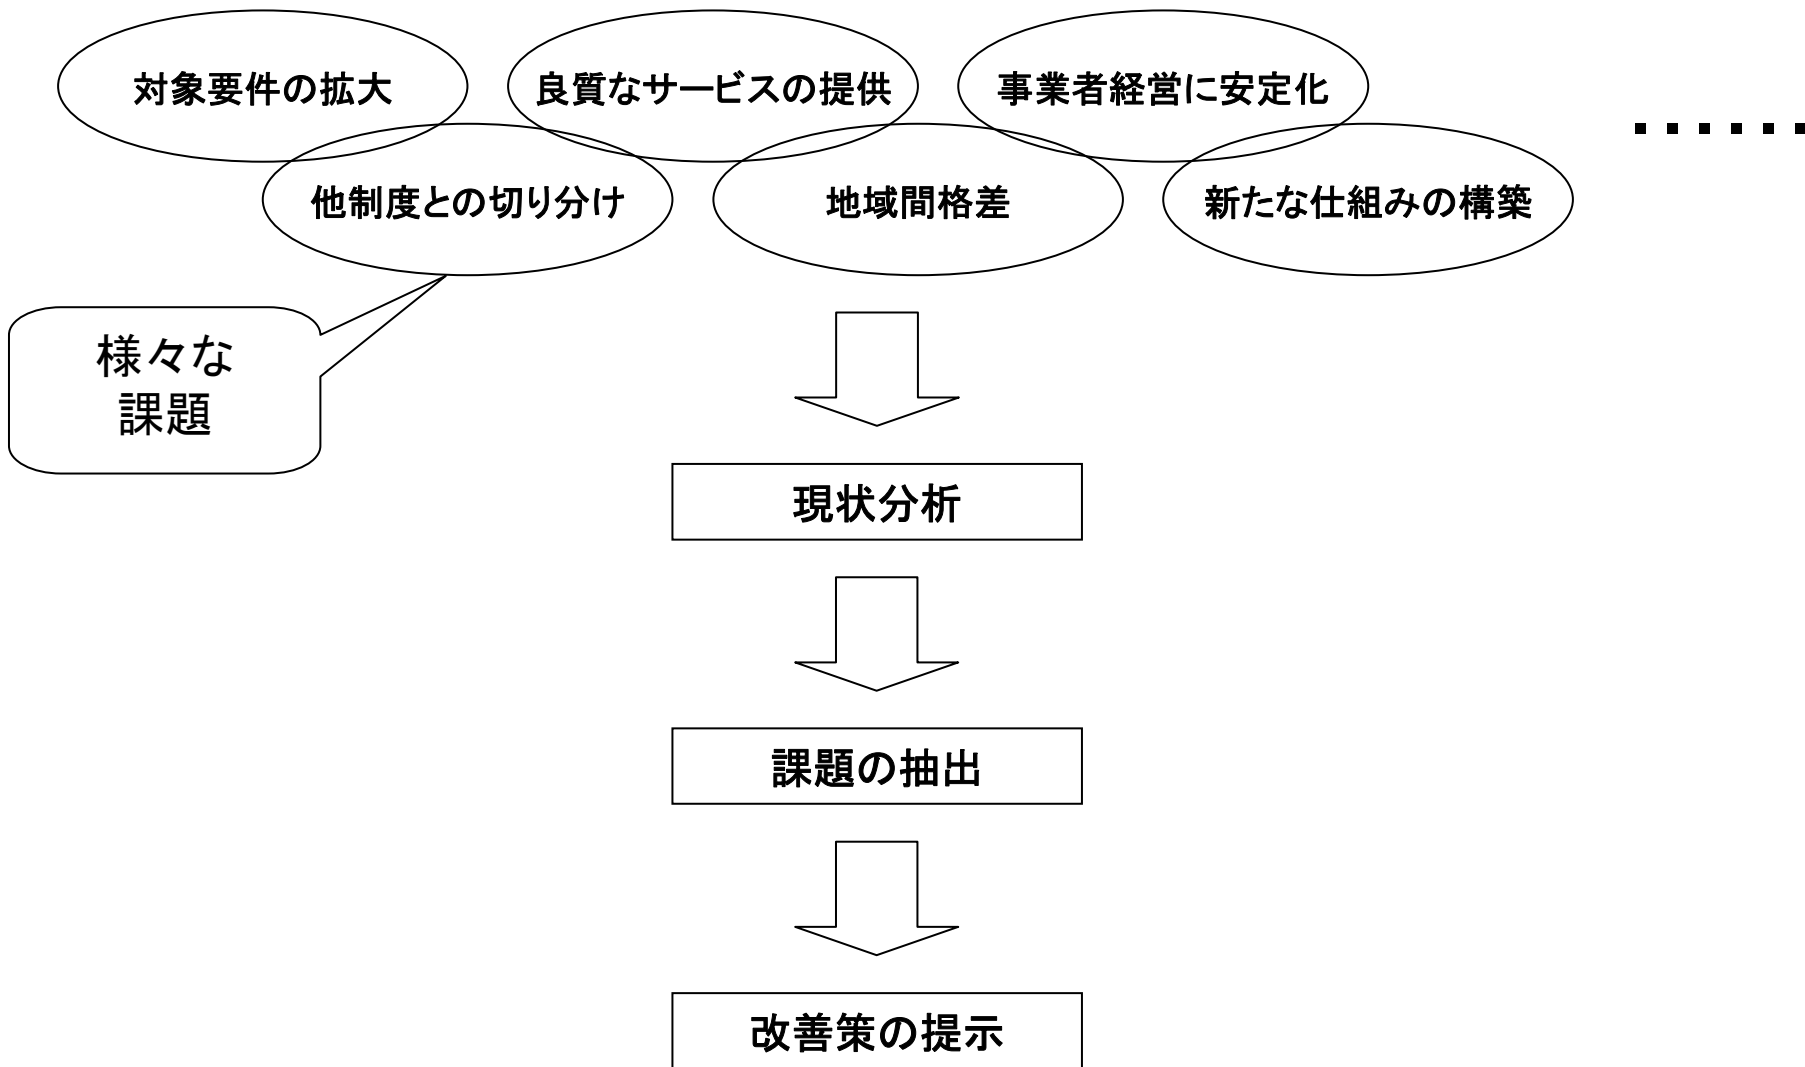 対象要件の拡大
良質なサービスの提供
事業者経営に安定化
・・・・・・
他制度との切り分け
地域間格差
新たな仕組みの構築
様々な
課題
現状分析
課題の抽出
改善策の提示